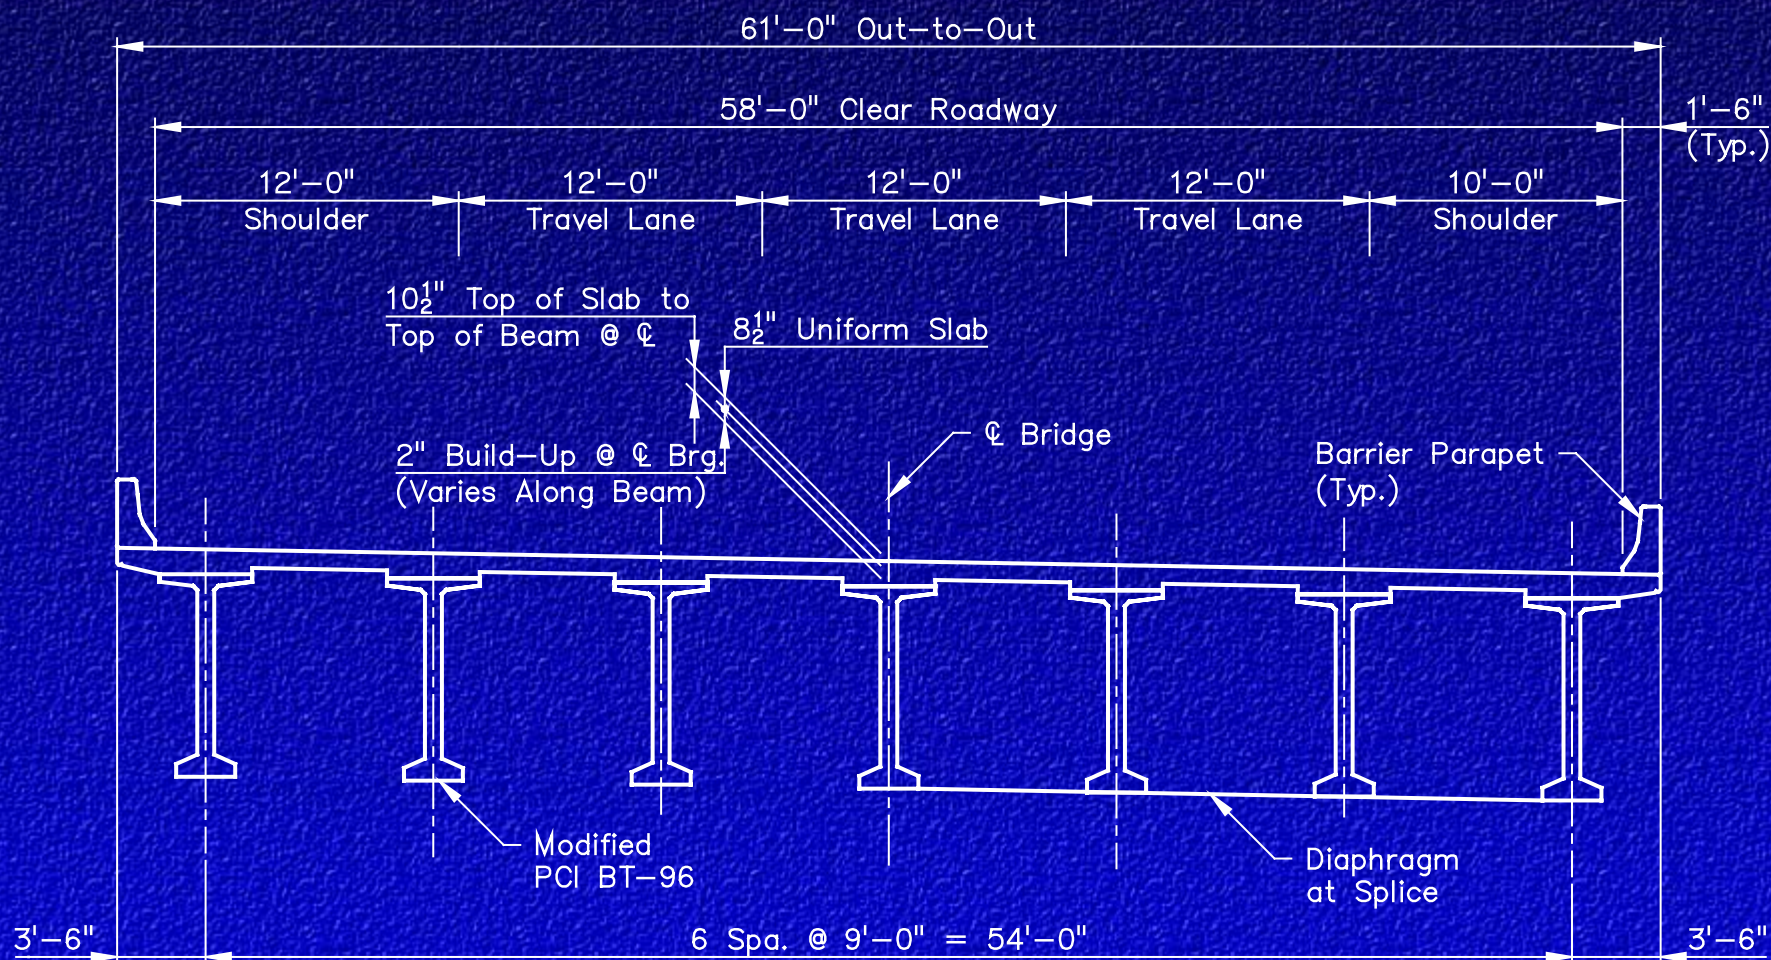 61'-0" Out-to-Out
58'-0" Clear Roadway
1'-6"
(Typ.)
12'-0"
Shoulder
12'-0"
Travel Lane
12'-0"
Travel Lane
12'-0"
Travel Lane
10'-0"
Shoulder
10½" Top of Slab to
Top of Beam @ ℄
8½" Uniform Slab
2" Build-Up @ ℄ Brg.
(Varies Along Beam)
℄ Bridge
Barrier Parapet
(Typ.)
Modified
PCI BT-96
Diaphragm
at Splice
3'-6"
6 Spa. @ 9'-0" = 54'-0"
3'-6"